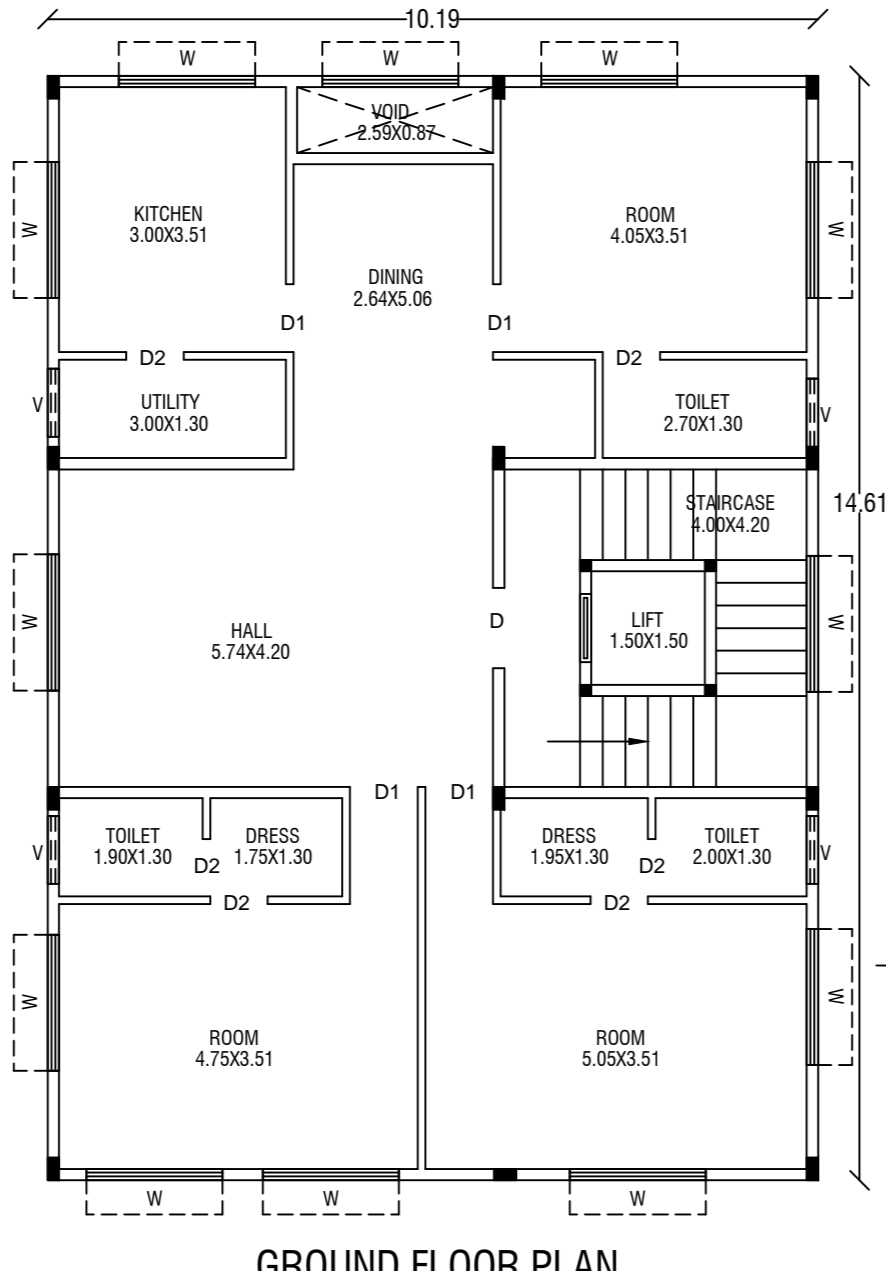 10.19
W
W
W
VOID
2.59X0.87
KITCHEN
3.00X3.51
ROOM
4.05X3.51
W
W
DINING
2.64X5.06
D1
D1
D2
D2
UTILITY
3.00X1.30
TOILET
2.70X1.30
V
V
STAIRCASE
4.00X4.20
14.61
HALL
5.74X4.20
D
LIFT
1.50X1.50
W
W
D1
D1
TOILET
1.90X1.30
DRESS
1.75X1.30
DRESS
1.95X1.30
TOILET
2.00X1.30
V
V
D2
D2
D2
D2
W
W
ROOM
4.75X3.51
ROOM
5.05X3.51
W
W
W
GROUND FLOOR PLAN